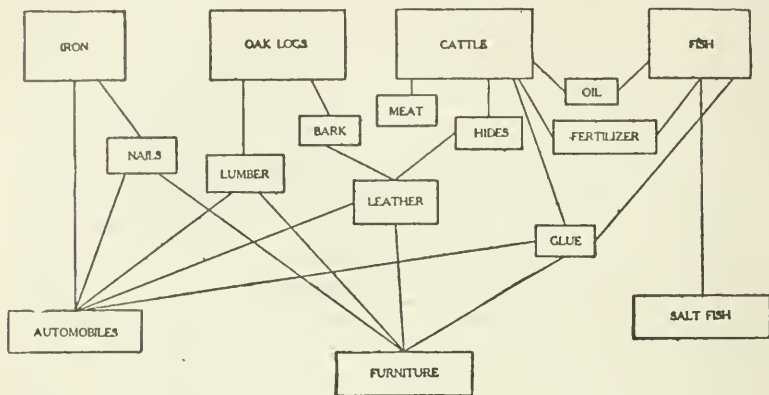 IRON
OAK LOGS
CATTLE
FISH
OIL
MEAT
BARK
HIDES
FERTILIZER
NAILS
LUMBER
LEATHER
GLUE
AUTOMOBILES
SALT FISH
FURNITURE